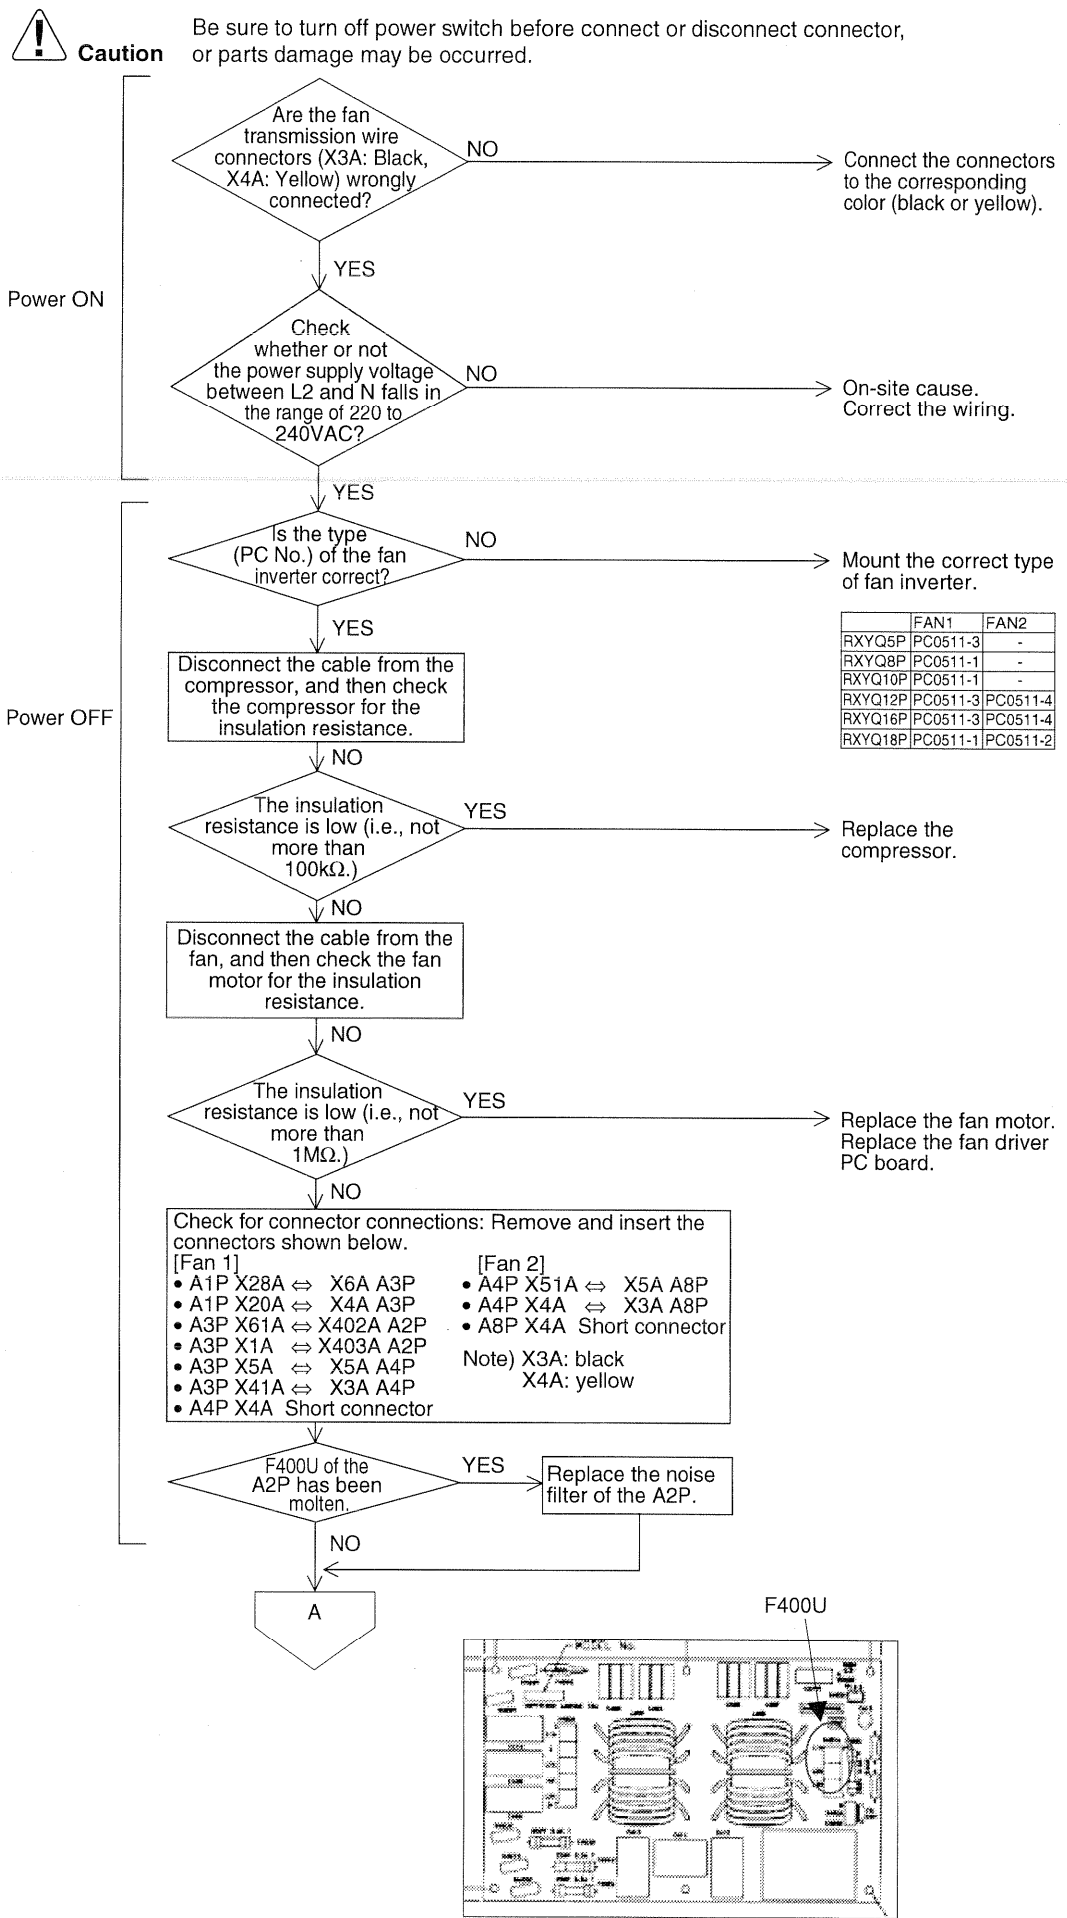 Caution
Be sure to turn off power switch before connect or disconnect connector,
or parts damage may be occurred.
Power ON
Are the fan
transmission wire
connectors (X3A: Black,
X4A: Yellow) wrongly
connected?
NO
Connect the connectors
to the corresponding
color (black or yellow).
YES
Check
whether or not
the power supply voltage
between L2 and N falls in
the range of 220 to
240VAC?
NO
On-site cause.
Correct the wiring.
YES
Power OFF
Is the type
(PC No.) of the fan
inverter correct?
NO
Mount the correct type
of fan inverter.
FAN1 FAN2
RXYQ5P PC0511-3 -
RXYQ8P PC0511-1 -
RXYQ10P PC0511-1 -
RXYQ12P PC0511-3 PC0511-4
RXYQ16P PC0511-3 PC0511-4
RXYQ18P PC0511-1 PC0511-2
YES
Disconnect the cable from the
compressor, and then check
the compressor for the
insulation resistance.
NO
The insulation
resistance is low (i.e., not
more than
100kΩ.)
YES
Replace the
compressor.
NO
Disconnect the cable from the
fan, and then check the fan
motor for the insulation
resistance.
NO
The insulation
resistance is low (i.e., not
more than
1MΩ.)
YES
Replace the fan motor.
Replace the fan driver
PC board.
NO
Check for connector connections: Remove and insert the
connectors shown below.
[Fan 1]
• A1P X28A ⇔ X6A A3P
• A1P X20A ⇔ X4A A3P
• A3P X61A ⇔ X402A A2P
• A3P X1A ⇔ X403A A2P
• A3P X5A ⇔ X5A A4P
• A3P X41A ⇔ X3A A4P
• A4P X4A Short connector
[Fan 2]
• A4P X51A ⇔ X5A A8P
• A4P X4A ⇔ X3A A8P
• A8P X4A Short connector
Note) X3A: black
X4A: yellow
F400U of the
A2P has been
molten.
YES
Replace the noise
filter of the A2P.
NO
A
F400U